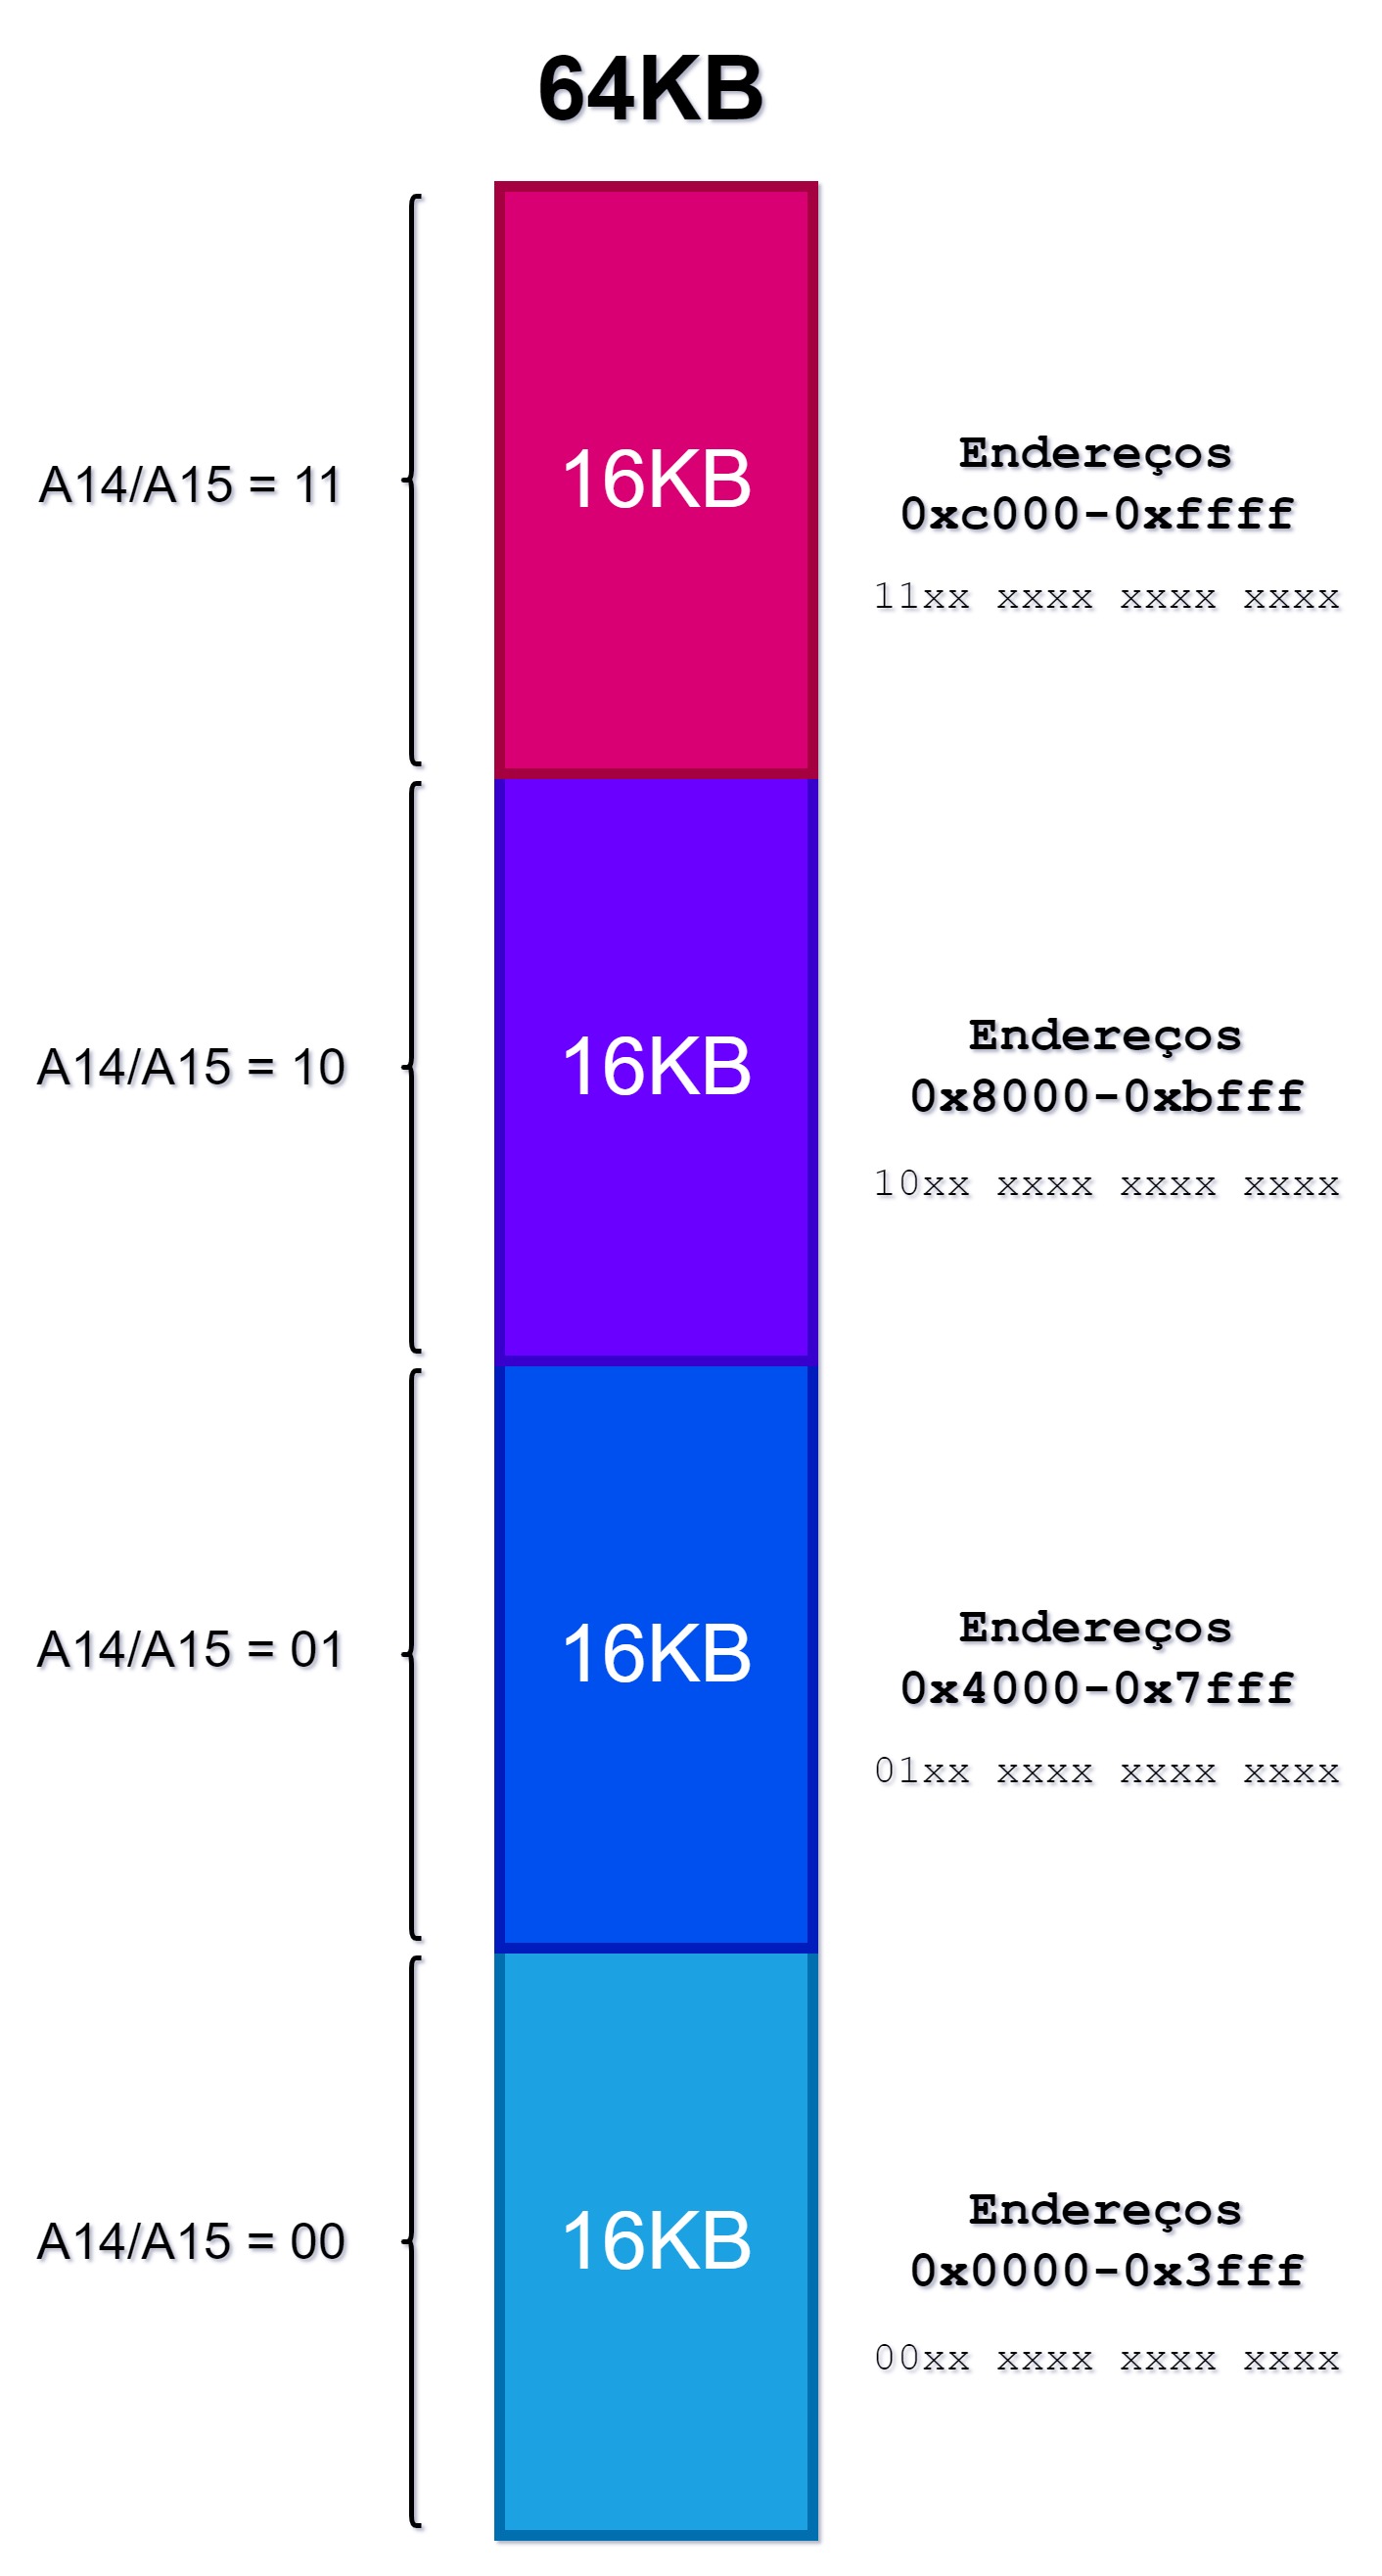 64KB
A14/A15 = 11
16KB
Endereços
0xc000-0xffff
11xx xxxx xxxx xxxx
A14/A15 = 10
16KB
Endereços
0x8000-0xbfff
10xx xxxx xxxx xxxx
A14/A15 = 01
16KB
Endereços
0x4000-0x7fff
01xx xxxx xxxx xxxx
A14/A15 = 00
16KB
Endereços
0x0000-0x3fff
00xx xxxx xxxx xxxx